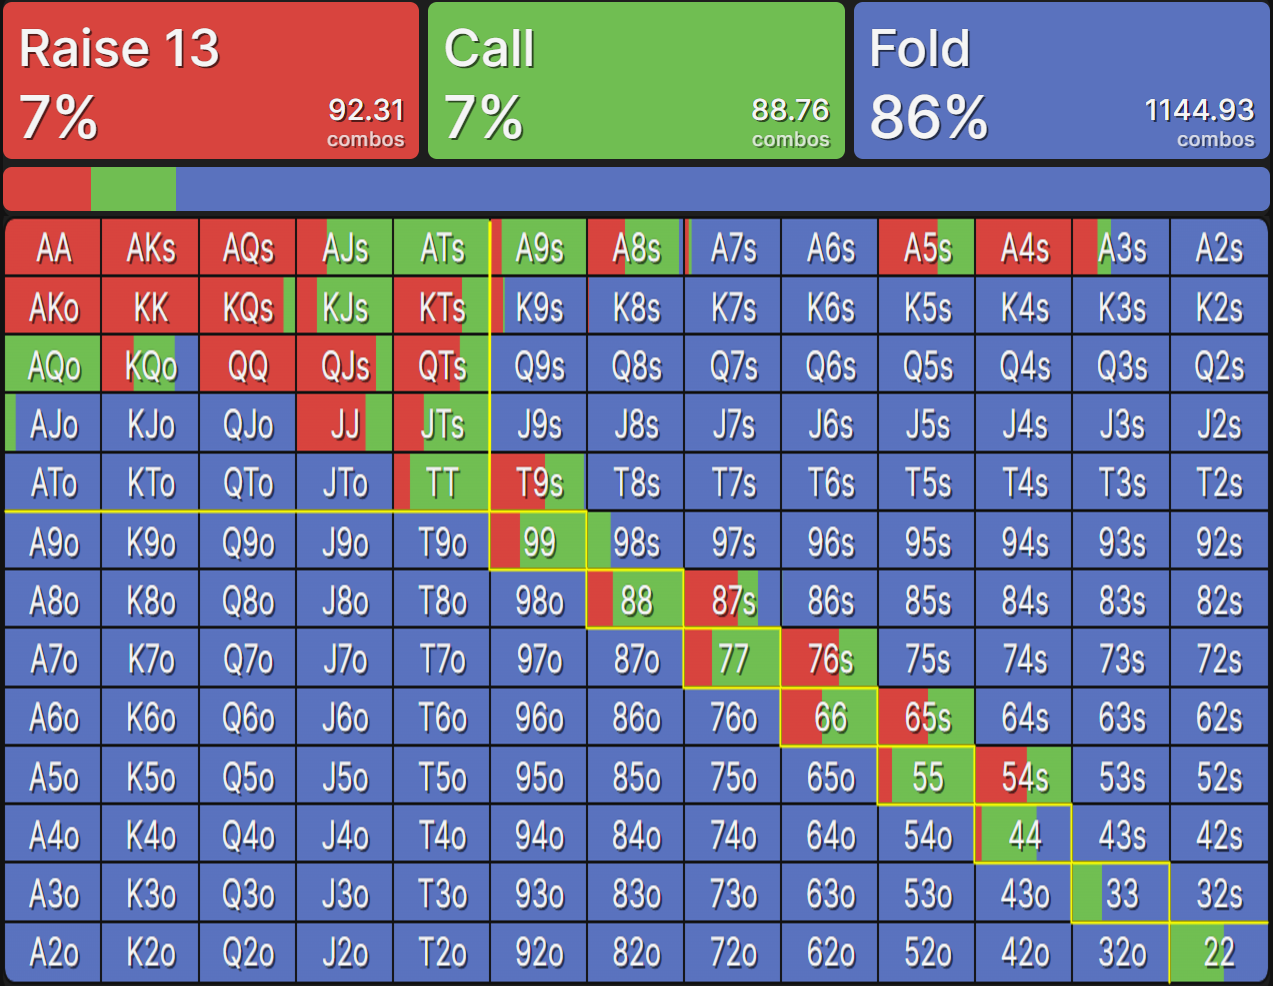 Raise 13 Call Fold
7% 92.31 combos 7% 88.76 combos 86% 1144.93 combos
AA AKs AQs AJs ATs A9s A8s A7s A6s A5s A4s A3s A2s
AKo KK KQs KJs KTs K9s K8s K7s K6s K5s K4s K3s K2s
AQo KQo QQ QJs QTs Q9s Q8s Q7s Q6s Q5s Q4s Q3s Q2s
AJo KJo QJo JJ JTs J9s J8s J7s J6s J5s J4s J3s J2s
ATo KTo QTo JTo TT T9s T8s T7s T6s T5s T4s T3s T2s
A9o K9o Q9o J9o T9o 99 98s 97s 96s 95s 94s 93s 92s
A8o K8o Q8o J8o T8o 98o 88 87s 86s 85s 84s 83s 82s
A7o K7o Q7o J7o T7o 97o 87o 77 76s 75s 74s 73s 72s
A6o K6o Q6o J6o T6o 96o 86o 76o 66 65s 64s 63s 62s
A5o K5o Q5o J5o T5o 95o 85o 75o 65o 55 54s 53s 52s
A4o K4o Q4o J4o T4o 94o 84o 74o 64o 54o 44 43s 42s
A3o K3o Q3o J3o T3o 93o 83o 73o 63o 53o 43o 33 32s
A2o K2o Q2o J2o T2o 92o 82o 72o 62o 52o 42o 32o 22